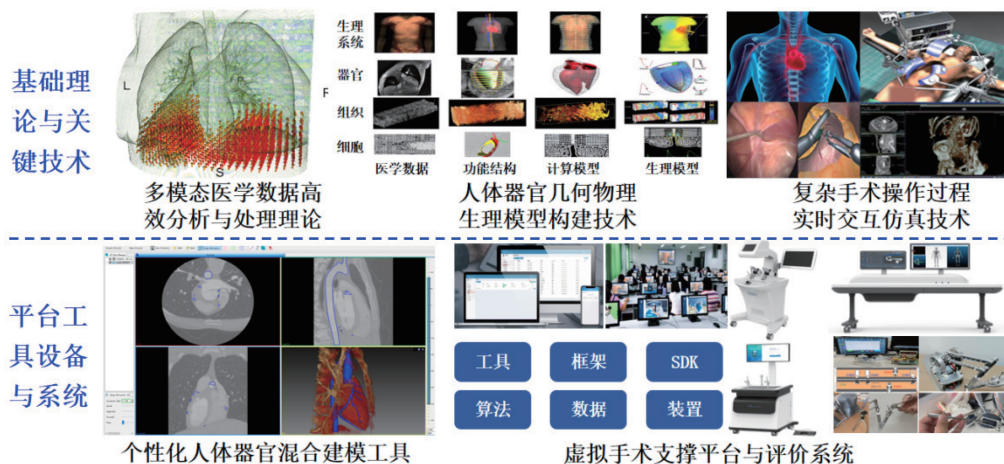 基础理
论与关
键技术
L
S
多模态医学数据高
效分析与处理理论
生理
系统
器官
组织
细胞
医学数据 功能结构 计算模型 生理模型
人体器官几何物理
生理模型构建技术
复杂手术操作过程
实时交互仿真技术
平台工
具设备
与系统
个性化人体器官混合建模工具
工具 框架 SDK
算法 数据 装置
虚拟手术支撑平台与评价系统